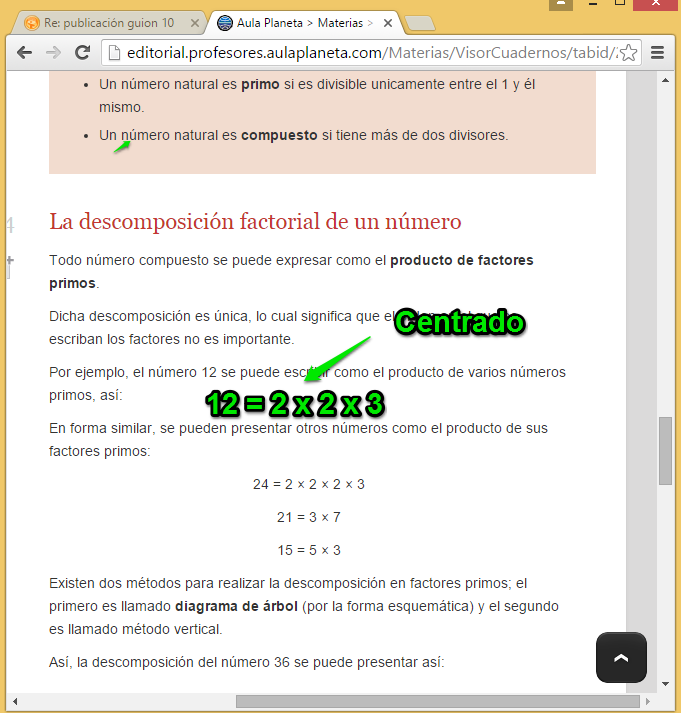 Re: publicación guion 10
Aula Planeta > Materias >
editorial.profesores.aulaplaneta.com/Materias/VisorCuadernos/tabid/
• Un número natural es primo si es divisible unicamente entre el 1 y él
mismo.
• Un número natural es compuesto si tiene más de dos divisores.
La descomposición factorial de un número
Todo número compuesto se puede expresar como el producto de factores
primos.
Dicha descomposición es única, lo cual significa que el
Centrado
escriban los factores no es importante.
Por ejemplo, el número 12 se puede escribir como el producto de varios números
primos, así:
12 = 2 x 2 x 3
En forma similar, se pueden presentar otros números como el producto de sus
factores primos:
24 = 2 × 2 × 2 × 3
21 = 3 × 7
15 = 5 × 3
Existen dos métodos para realizar la descomposición en factores primos; el
primero es llamado diagrama de árbol (por la forma esquemática) y el segundo
es llamado método vertical.
Así, la descomposición del número 36 se puede presentar así: